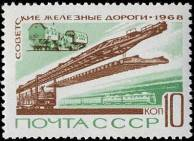 СОВЕТСКИЕ ЖЕЛЕЗНЫЕ ДОРОГИ · 1968
ПОЧТА СССР
10
КОП